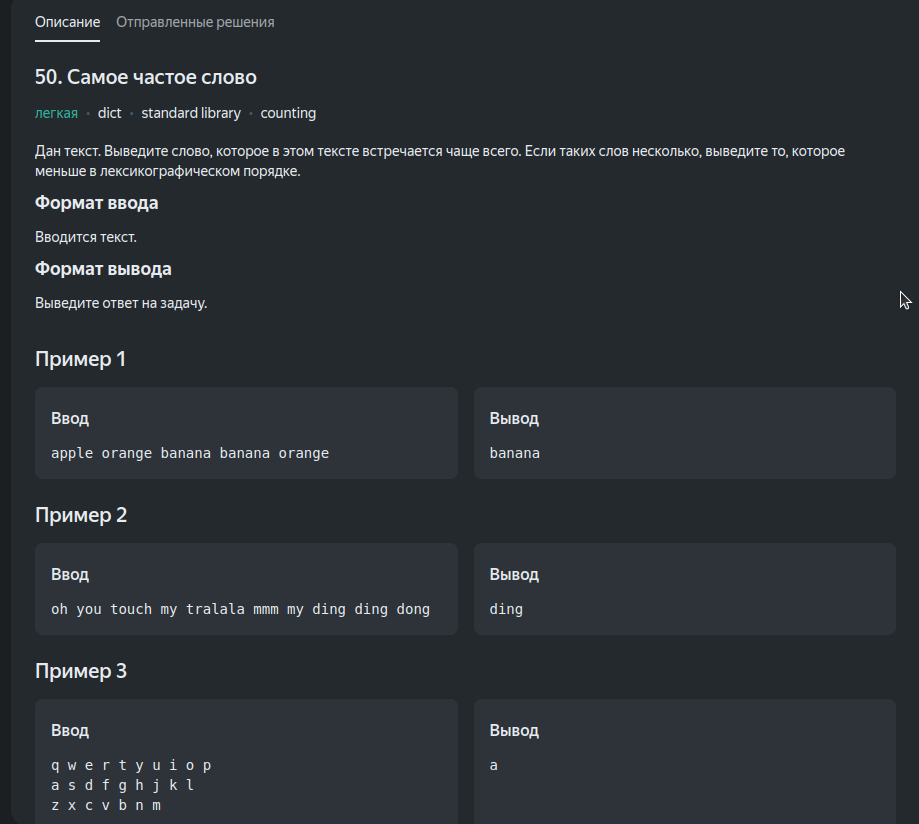 Описание Отправленные решения
50. Самое частое слово
легкая · dict · standard library · counting
Дан текст. Выведите слово, которое в этом тексте встречается чаще всего. Если таких слов несколько, выведите то, которое
меньше в лексикографическом порядке.
Формат ввода
Вводится текст.
Формат вывода
Выведите ответ на задачу.
Пример 1
Ввод
apple orange banana banana orange
Вывод
banana
Пример 2
Ввод
oh you touch my tralala mmm my ding ding dong
Вывод
ding
Пример 3
Ввод
q w e r t y u i o p
a s d f g h j k l
z x c v b n m
Вывод
a